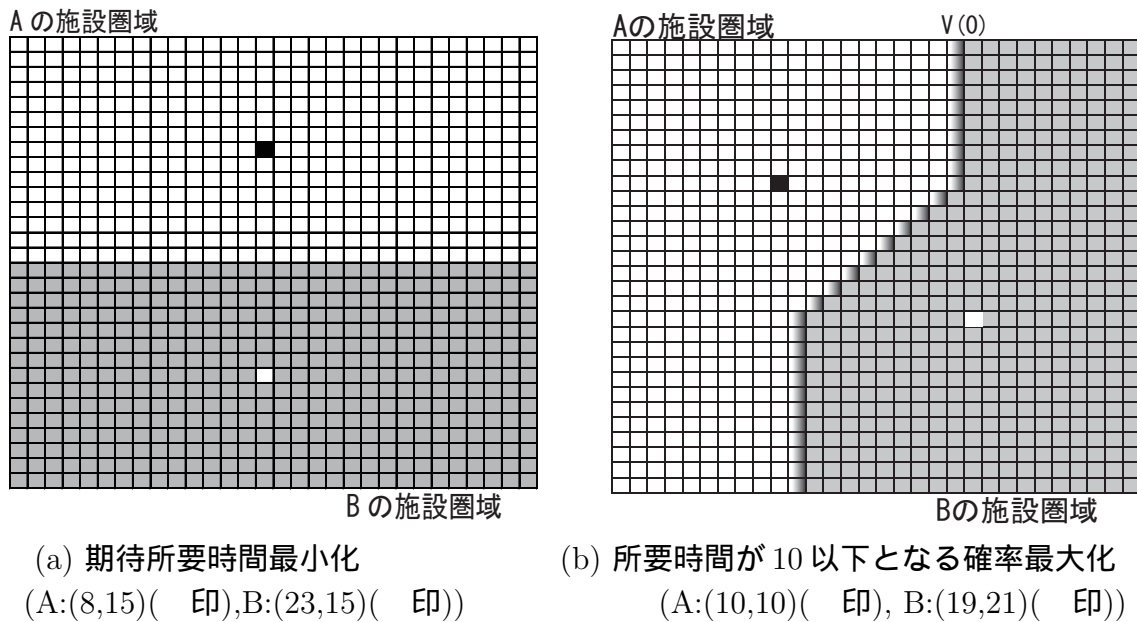 A の施設圏域
B の施設圏域
(a) 期待所要時間最小化
(A:(8,15)( 印),B:(23,15)( 印))
Aの施設圏域
V(0)
Bの施設圏域
(b) 所要時間が 10 以下となる確率最大化
(A:(10,10)( 印), B:(19,21)( 印))